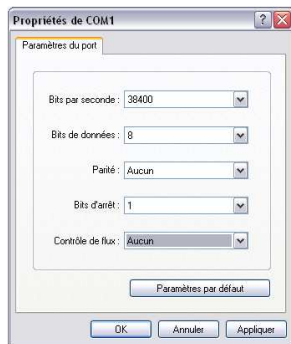 Propriétés de COM1
Paramètres du port
Bits par seconde : 38400
Bits de données : 8
Parité : Aucun
Bits d'arrêt : 1
Contrôle de flux : Aucun
Paramètres par défaut
OK Annuler Appliquer